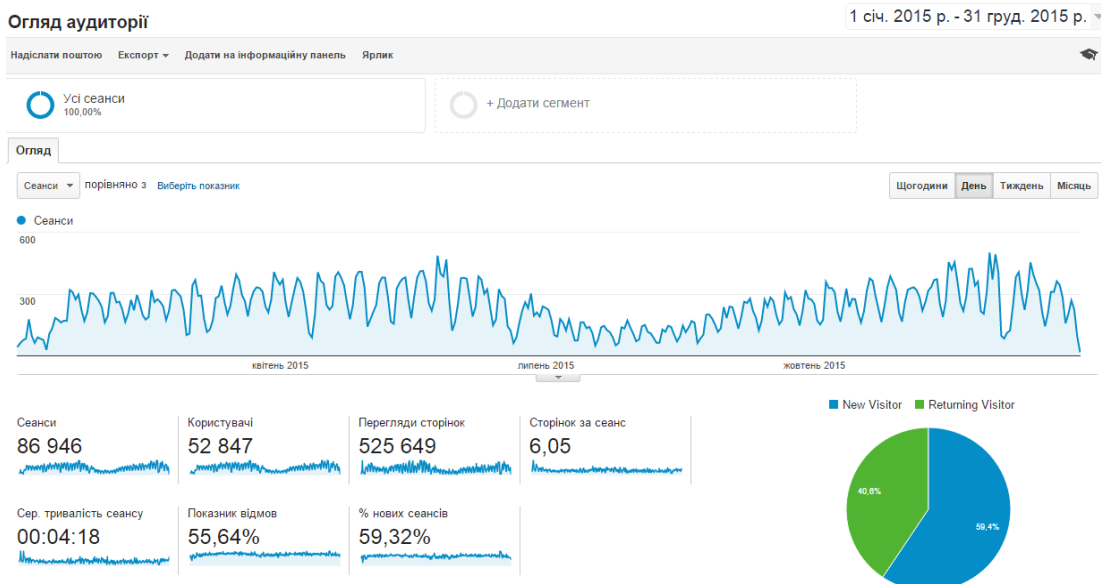 Огляд аудиторії
1 січ. 2015 р. - 31 груд. 2015 р.
Надіслати поштою Експорт Додати на інформаційну панель Ярлик
Усі сеанси
100,00%
+ Додати сегмент
Огляд
Сеанси порівняно з Виберіть показник
Щогодини День Тиждень Місяць
Сеанси
600
300
квітень 2015 липень 2015 жовтень 2015
New Visitor Returning Visitor
Сеанси Користувачі Перегляди сторінок Сторінок за сеанс
86 946 52 847 525 649 6,05
Сер. тривалість сеансу Показник відмов % нових сеансів
00:04:18 55,64% 59,32%
40,6%
59,4%